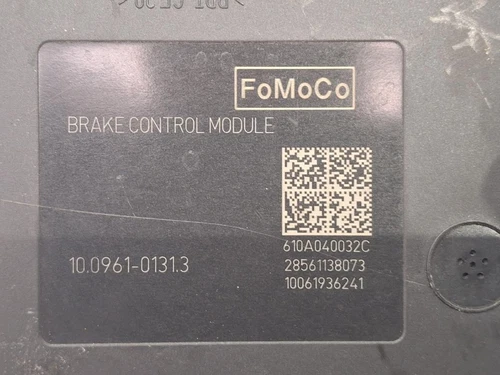 FoMoCo
BRAKE CONTROL MODULE
610A040032C
10.0961-0131.3
28561138073
10061936241